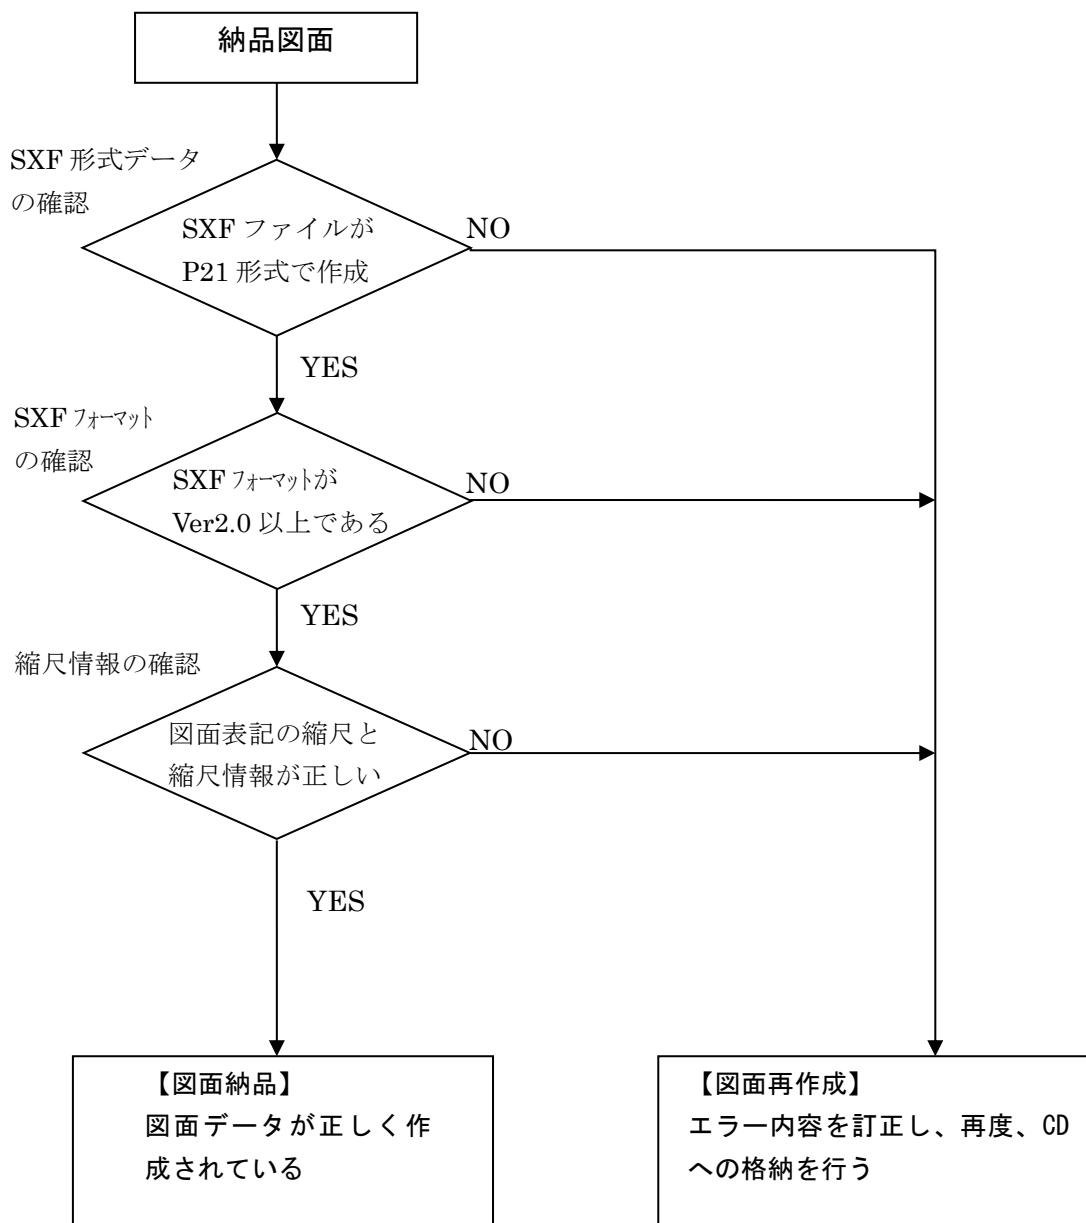 納品図面
SXF 形式データ
の確認
SXF ファイルが
P21 形式で作成
NO
YES
SXF フォーマット
の確認
SXF フォーマットが
Ver2.0 以上である
NO
YES
縮尺情報の確認
図面表記の縮尺と
縮尺情報が正しい
NO
YES
【図面納品】
図面データが正しく作
成されている
【図面再作成】
エラー内容を訂正し、再度、CD
への格納を行う